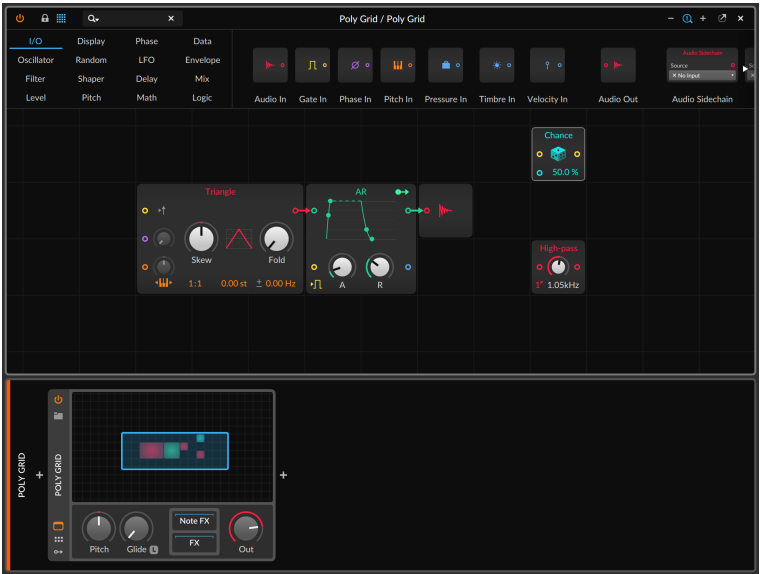 Poly Grid / Poly Grid
I/O Display Phase Data
Oscillator Random LFO Envelope
Filter Shaper Delay Mix
Level Pitch Math Logic
Audio Sidechain
Source
× No Input
Audio In Gate In Phase In Pitch In Pressure In Timbre In Velocity In Audio Out Audio Sidechain
Chance
50.0 %
Triangle
AR
Skew Fold
1:1 0.00 st ± 0.00 Hz
A R
High-pass
1.05kHz
POLY GRID
POLY GRID
Note FX
FX
Pitch Glide L Out